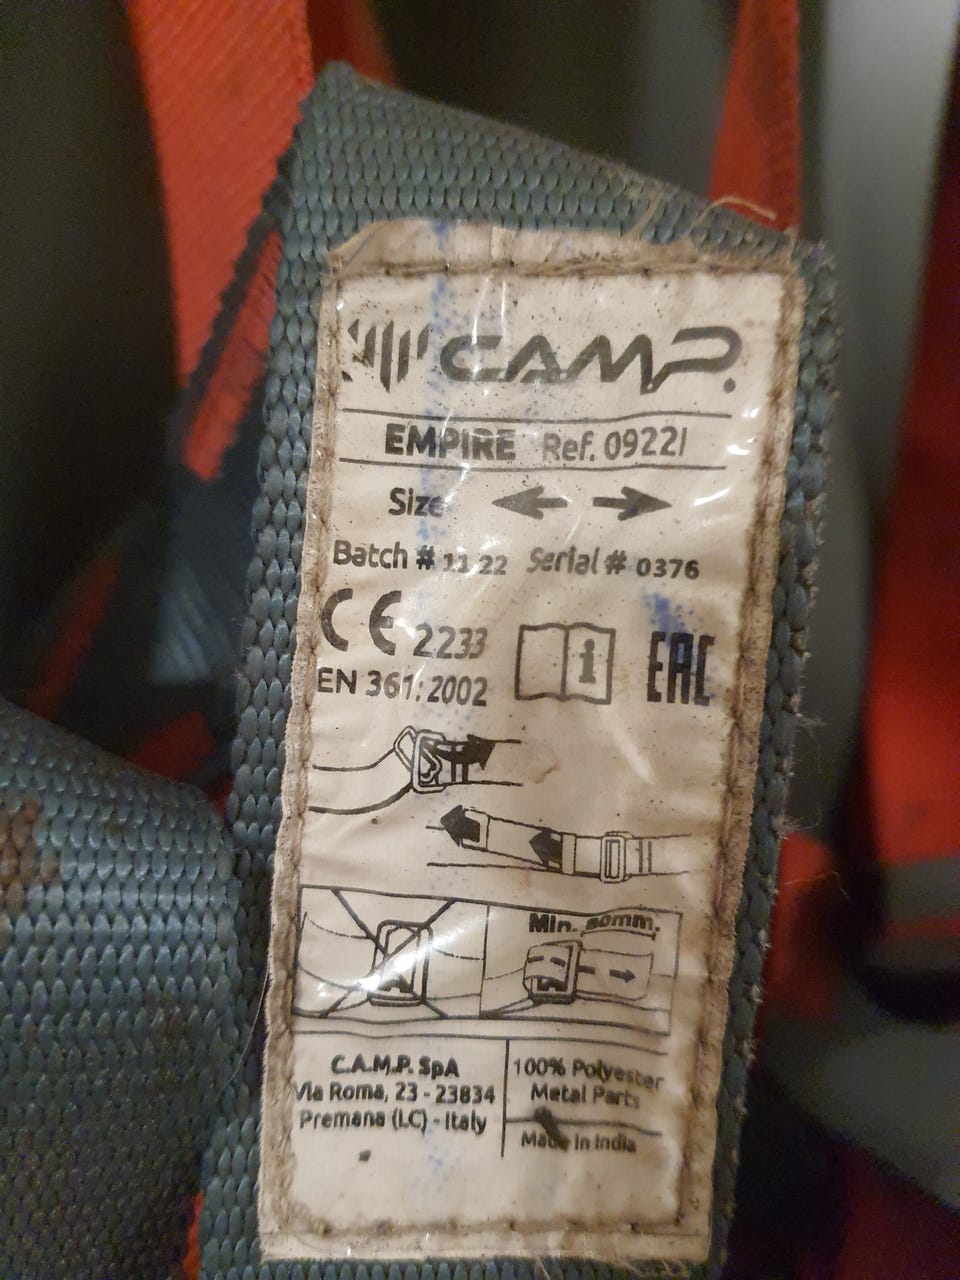 CAMP.
EMPIRE Ref. 09221
Size
Batch # 11 22 Serial # 0376
CE 2233
EN 361:2002
i
EAC
Min. 80mm.
C.A.M.P. SpA
Via Roma, 23 - 23834
Premana (LC) - Italy
100% Polyester
Metal Parts
Made in India